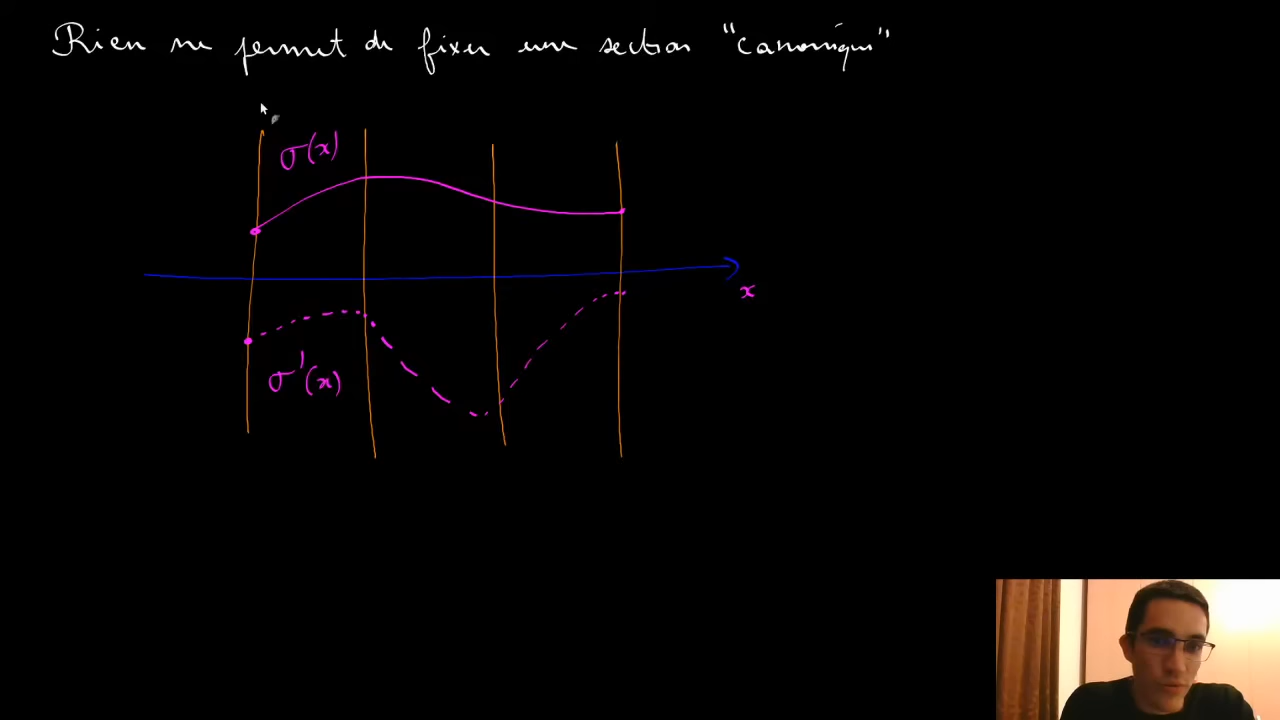 Rien ne permet de fixer une section "canonique"
σ(x)
x
σ'(x)